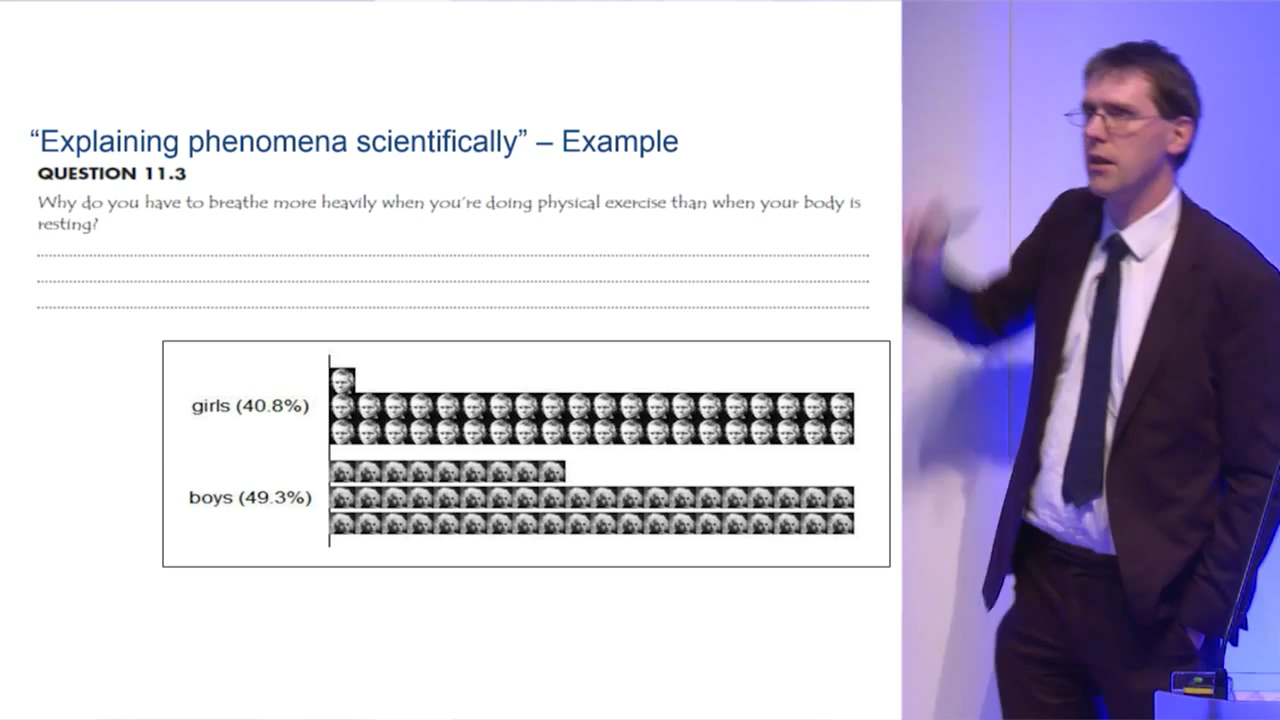 “Explaining phenomena scientifically” – Example
QUESTION 11.3
Why do you have to breathe more heavily when you're doing physical exercise than when your body is
resting?
girls (40.8%)
boys (49.3%)